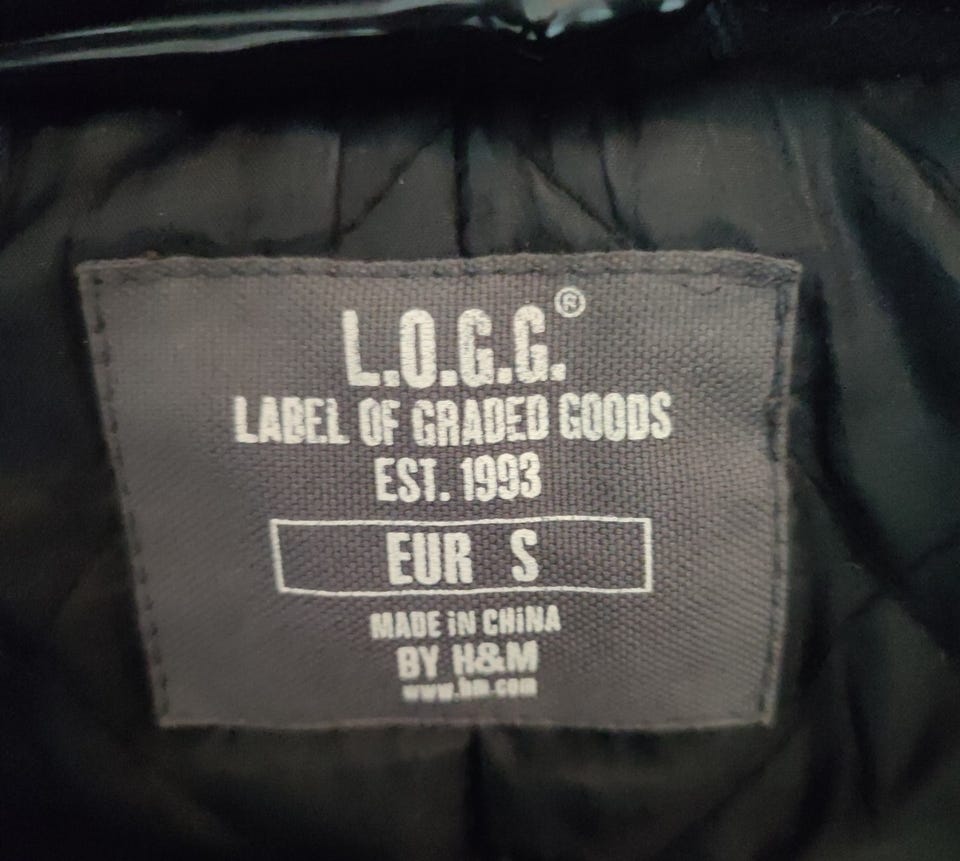 L.O.G.G.®
LABEL OF GRADED GOODS
EST. 1993
EUR S
MADE iN CHiNA
BY H&M
www.hm.com